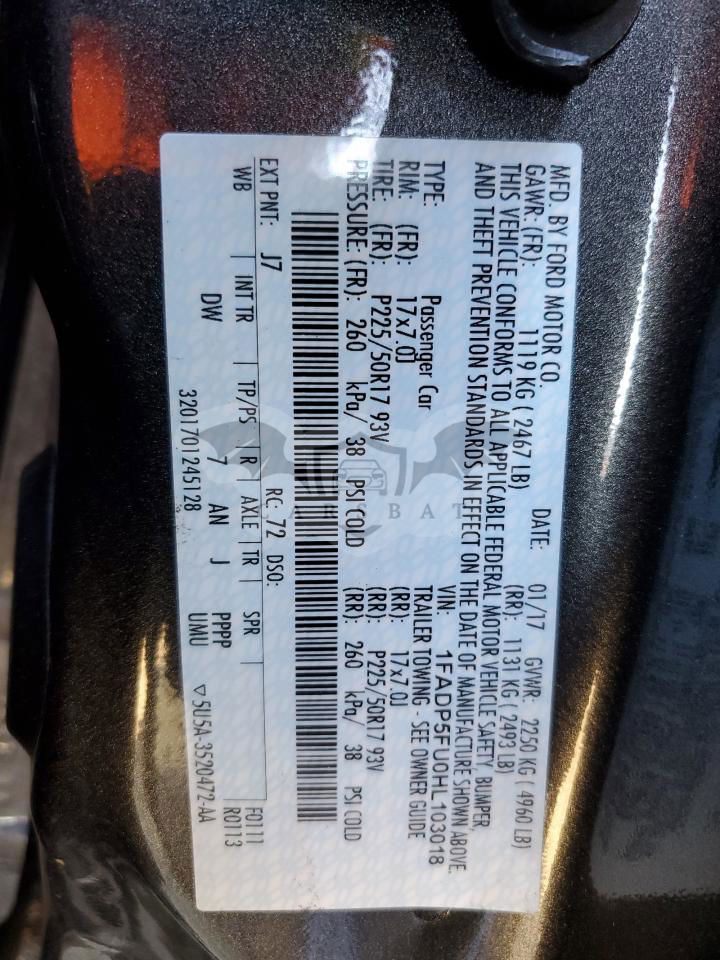 MFD. BY FORD MOTOR CO. DATE: 01/17 GVWR: 2250 KG ( 4960 LB)
GAWR: (FR): 1119 KG ( 2467 LB) (RR): 1131 KG ( 2493 LB)
THIS VEHICLE CONFORMS TO ALL APPLICABLE FEDERAL MOTOR VEHICLE SAFETY, BUMPER,
AND THEFT PREVENTION STANDARDS IN EFFECT ON THE DATE OF MANUFACTURE SHOWN ABOVE.
VIN: 1FADP5FU0HL103018
TYPE: Passenger Car TRAILER TOWING - SEE OWNER GUIDE
RIM: (FR): 17x7.0J (RR): 17x7.0J
TIRE: (FR): P225/50R17 93V (RR): P225/50R17 93V
PRESSURE: (FR): 260 kPa/ 38 PSI COLD (RR): 260 kPa/ 38 PSI COLD
EXT PNT: J7 RC: 72 DSO: F0111
WB INT TR TP/PS R AXLE TR SPR R0113
DW 7 AN J PPPP
UMU
3201701245128 ▽5U5A-3520472-AA
CARSBAT